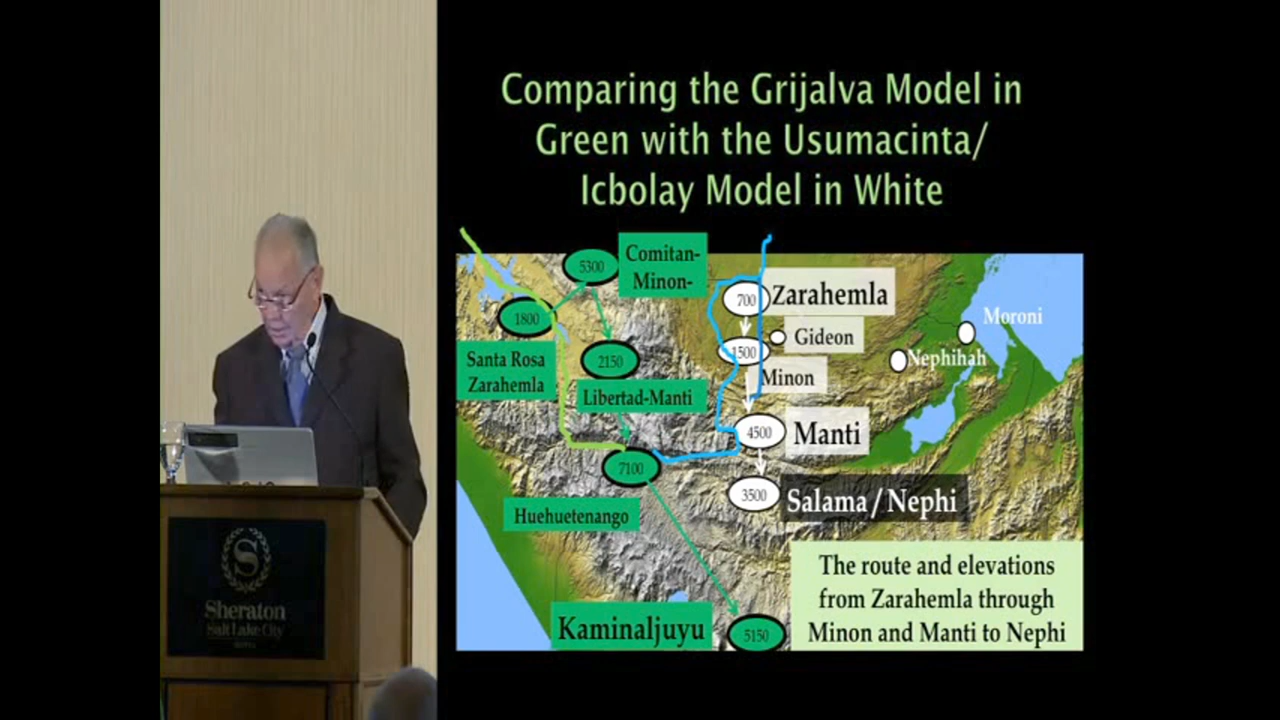 Comparing the Grijalva Model in
Green with the Usumacinta/
Icbolay Model in White
Comitan-
Minon-
5300
700
Zarahemla
1800
Moroni
1500
Gideon
Santa Rosa
Zarahemla
2150
Nephihah
Minon
Libertad-Manti
4500
Manti
7100
3500
Salama / Nephi
Huehuetenango
The route and elevations
from Zarahemla through
Minon and Manti to Nephi
Kaminaljuyu
5150
S
Sheraton
Salt Lake City